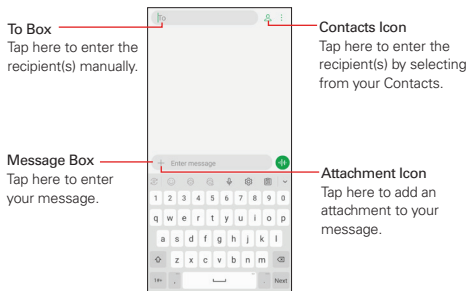 To Box
Tap here to enter the
recipient(s) manually.
To
Contacts Icon
Tap here to enter the
recipient(s) by selecting
from your Contacts.
Message Box
Tap here to enter
your message.
Enter message
Attachment Icon
Tap here to add an
attachment to your
message.
1 2 3 4 5 6 7 8 9 0
q w e r t y u i o p
a s d f g h j k l
z x c v b n m
Next